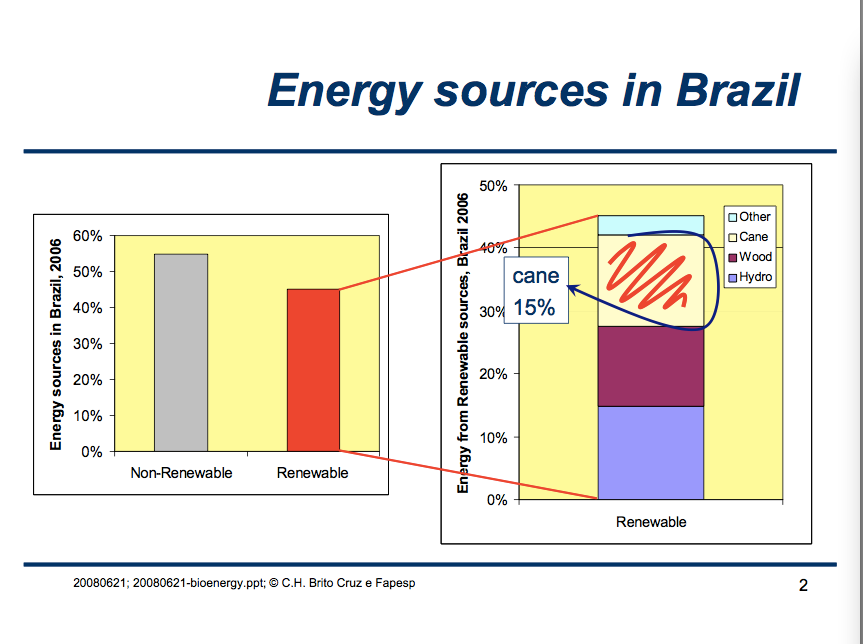 Energy sources in Brazil
Energy sources in Brazil, 2006
60%
50%
40%
30%
20%
10%
0%
Non-Renewable
Renewable
Energy from Renewable sources, Brazil 2006
50%
40%
30%
20%
10%
0%
Renewable
cane
15%
Other
Cane
Wood
Hydro
20080621; 20080621-bioenergy.ppt; © C.H. Brito Cruz e Fapesp
2